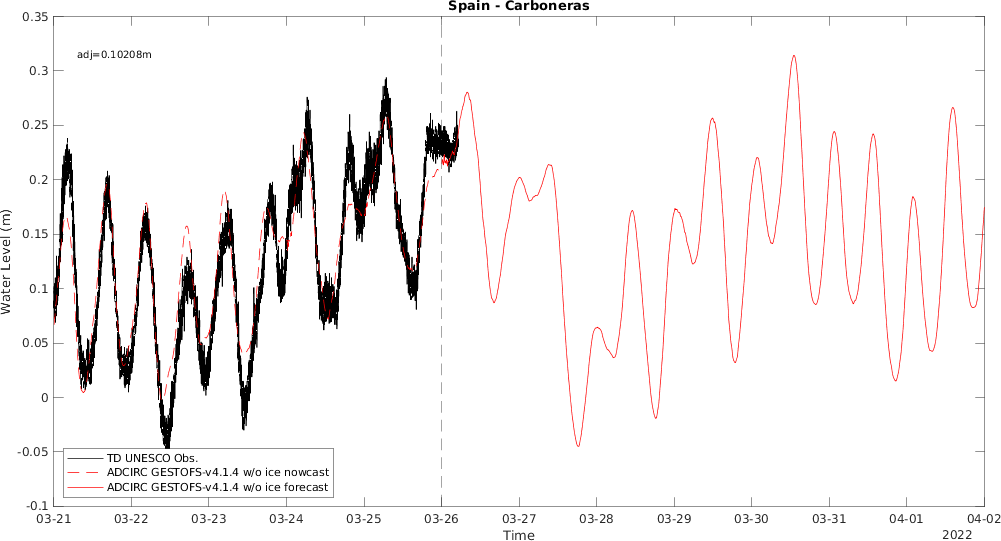 Spain - Carboneras
adj=0.10208m
Water Level (m)
0.35
0.3
0.25
0.2
0.15
0.1
0.05
0
-0.05
-0.1
TD UNESCO Obs.
ADCIRC GESTOFS-v4.1.4 w/o ice nowcast
ADCIRC GESTOFS-v4.1.4 w/o ice forecast
03-21 03-22 03-23 03-24 03-25 03-26 03-27 03-28 03-29 03-30 03-31 04-01 04-02
Time
2022